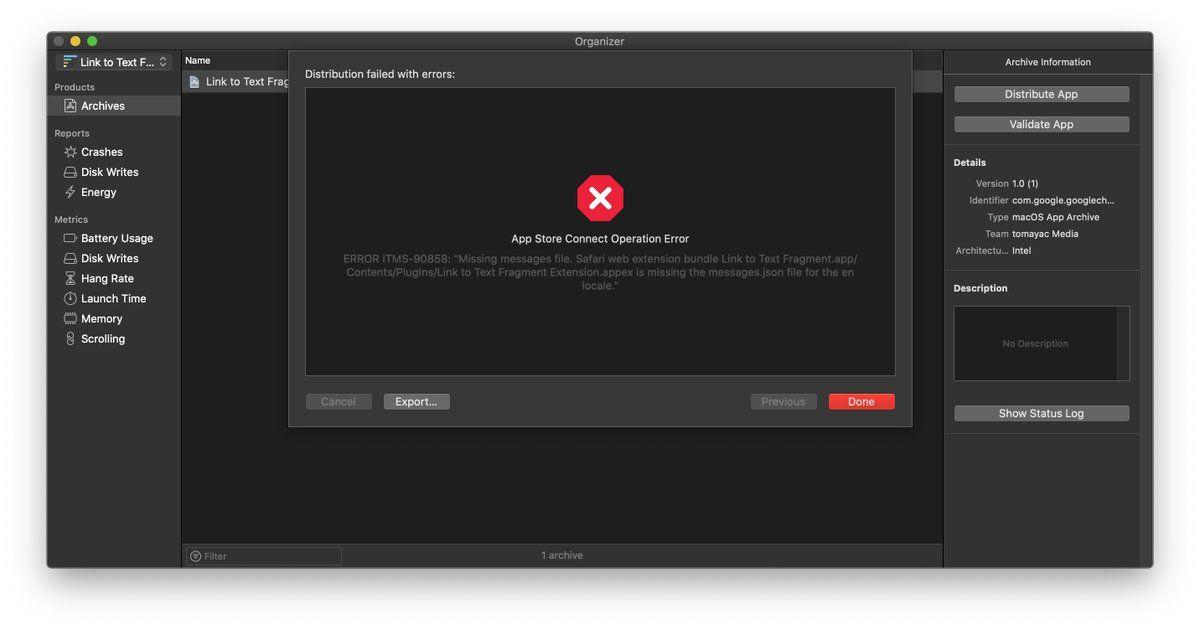 Organizer
Link to Text F...
Products
Archives
Reports
Crashes
Disk Writes
Energy
Metrics
Battery Usage
Disk Writes
Hang Rate
Launch Time
Memory
Scrolling
Name
Link to Text Frag
Distribution failed with errors:
App Store Connect Operation Error
ERROR ITMS-90858: "Missing messages file. Safari web extension bundle Link to Text Fragment.app/
Contents/PlugIns/Link to Text Fragment Extension.appex is missing the messages.json file for the en
locale."
Cancel
Export...
Previous
Done
Filter
1 archive
Archive Information
Distribute App
Validate App
Details
Version 1.0 (1)
Identifier com.google.googlech...
Type macOS App Archive
Team tomayac Media
Architectu... Intel
Description
No Description
Show Status Log